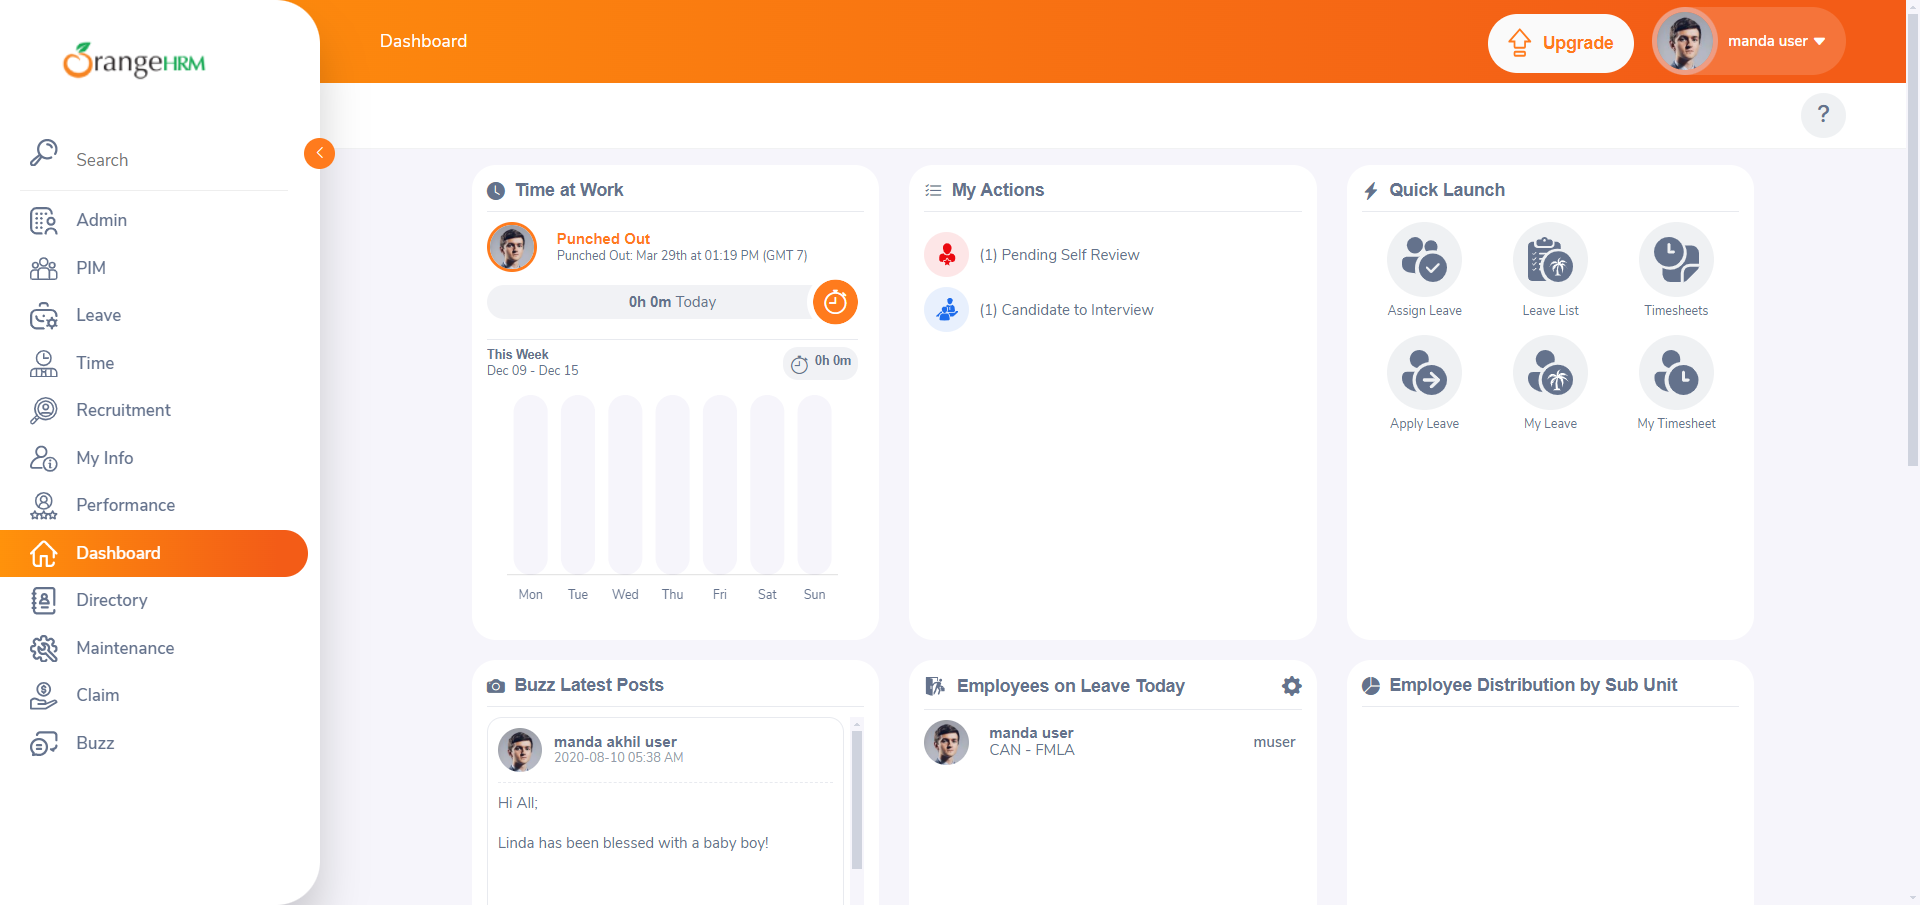 OrangeHRM
Search
Admin
PIM
Leave
Time
Recruitment
My Info
Performance
Dashboard
Directory
Maintenance
Claim
Buzz
Dashboard
Upgrade
manda user
?
Time at Work
Punched Out
Punched Out: Mar 29th at 01:19 PM (GMT 7)
0h 0m Today
This Week
Dec 09 - Dec 15
0h 0m
Mon Tue Wed Thu Fri Sat Sun
My Actions
(1) Pending Self Review
(1) Candidate to Interview
Quick Launch
Assign Leave Leave List Timesheets
Apply Leave My Leave My Timesheet
Buzz Latest Posts
manda akhil user
2020-08-10 05:38 AM
Hi All;
Linda has been blessed with a baby boy!
Employees on Leave Today
manda user
CAN - FMLA
muser
Employee Distribution by Sub Unit